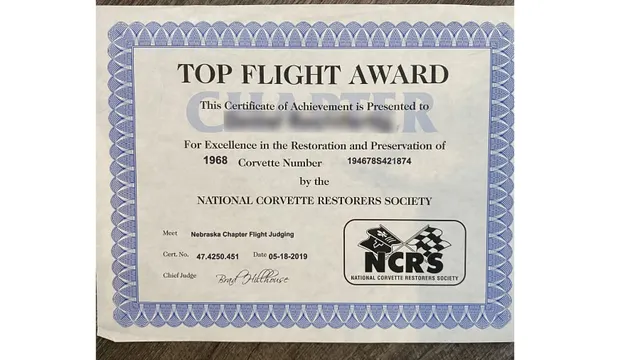 TOP FLIGHT AWARD
CHAPTER
This Certificate of Achievement is Presented to
For Excellence in the Restoration and Preservation of
1968 Corvette Number 194678S421874
by the
NATIONAL CORVETTE RESTORERS SOCIETY
Meet Nebraska Chapter Flight Judging
Cert. No. 47.4250.451 Date 05-18-2019
Chief Judge Brad Hillhouse
NCRS
NATIONAL CORVETTE RESTORERS SOCIETY